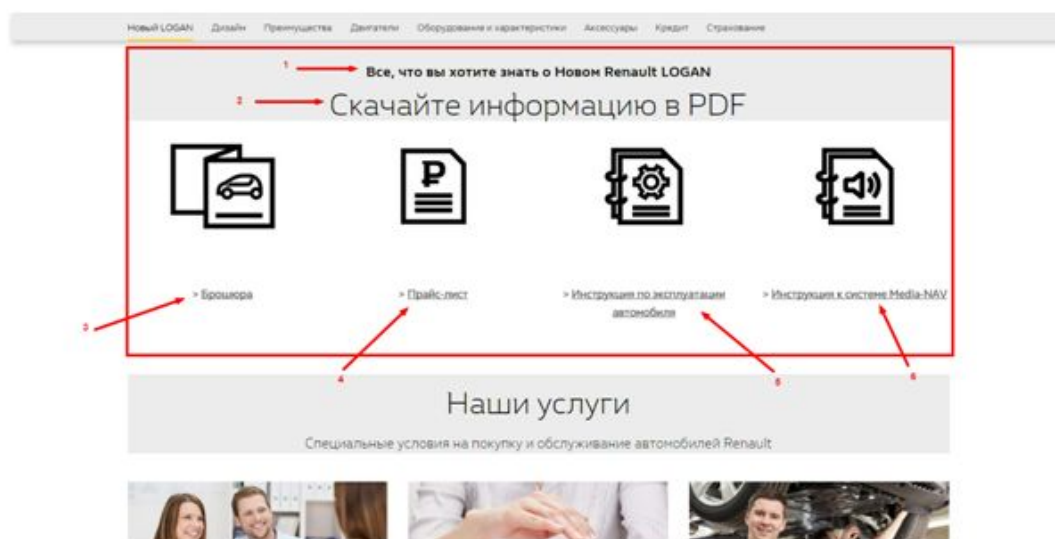 Новый LOGAN Дизайн Преимущества Двигатели Оборудование и характеристики Аксессуары Кредит Страхование
1
Все, что вы хотите знать о Новом Renault LOGAN
2
Скачайте информацию в PDF
₽
> Брошюра
> Прайс-лист
> Инструкция по эксплуатации
автомобиля
> Инструкция к системе Media-NAV
3
4
5
6
Наши услуги
Специальные условия на покупку и обслуживание автомобилей Renault